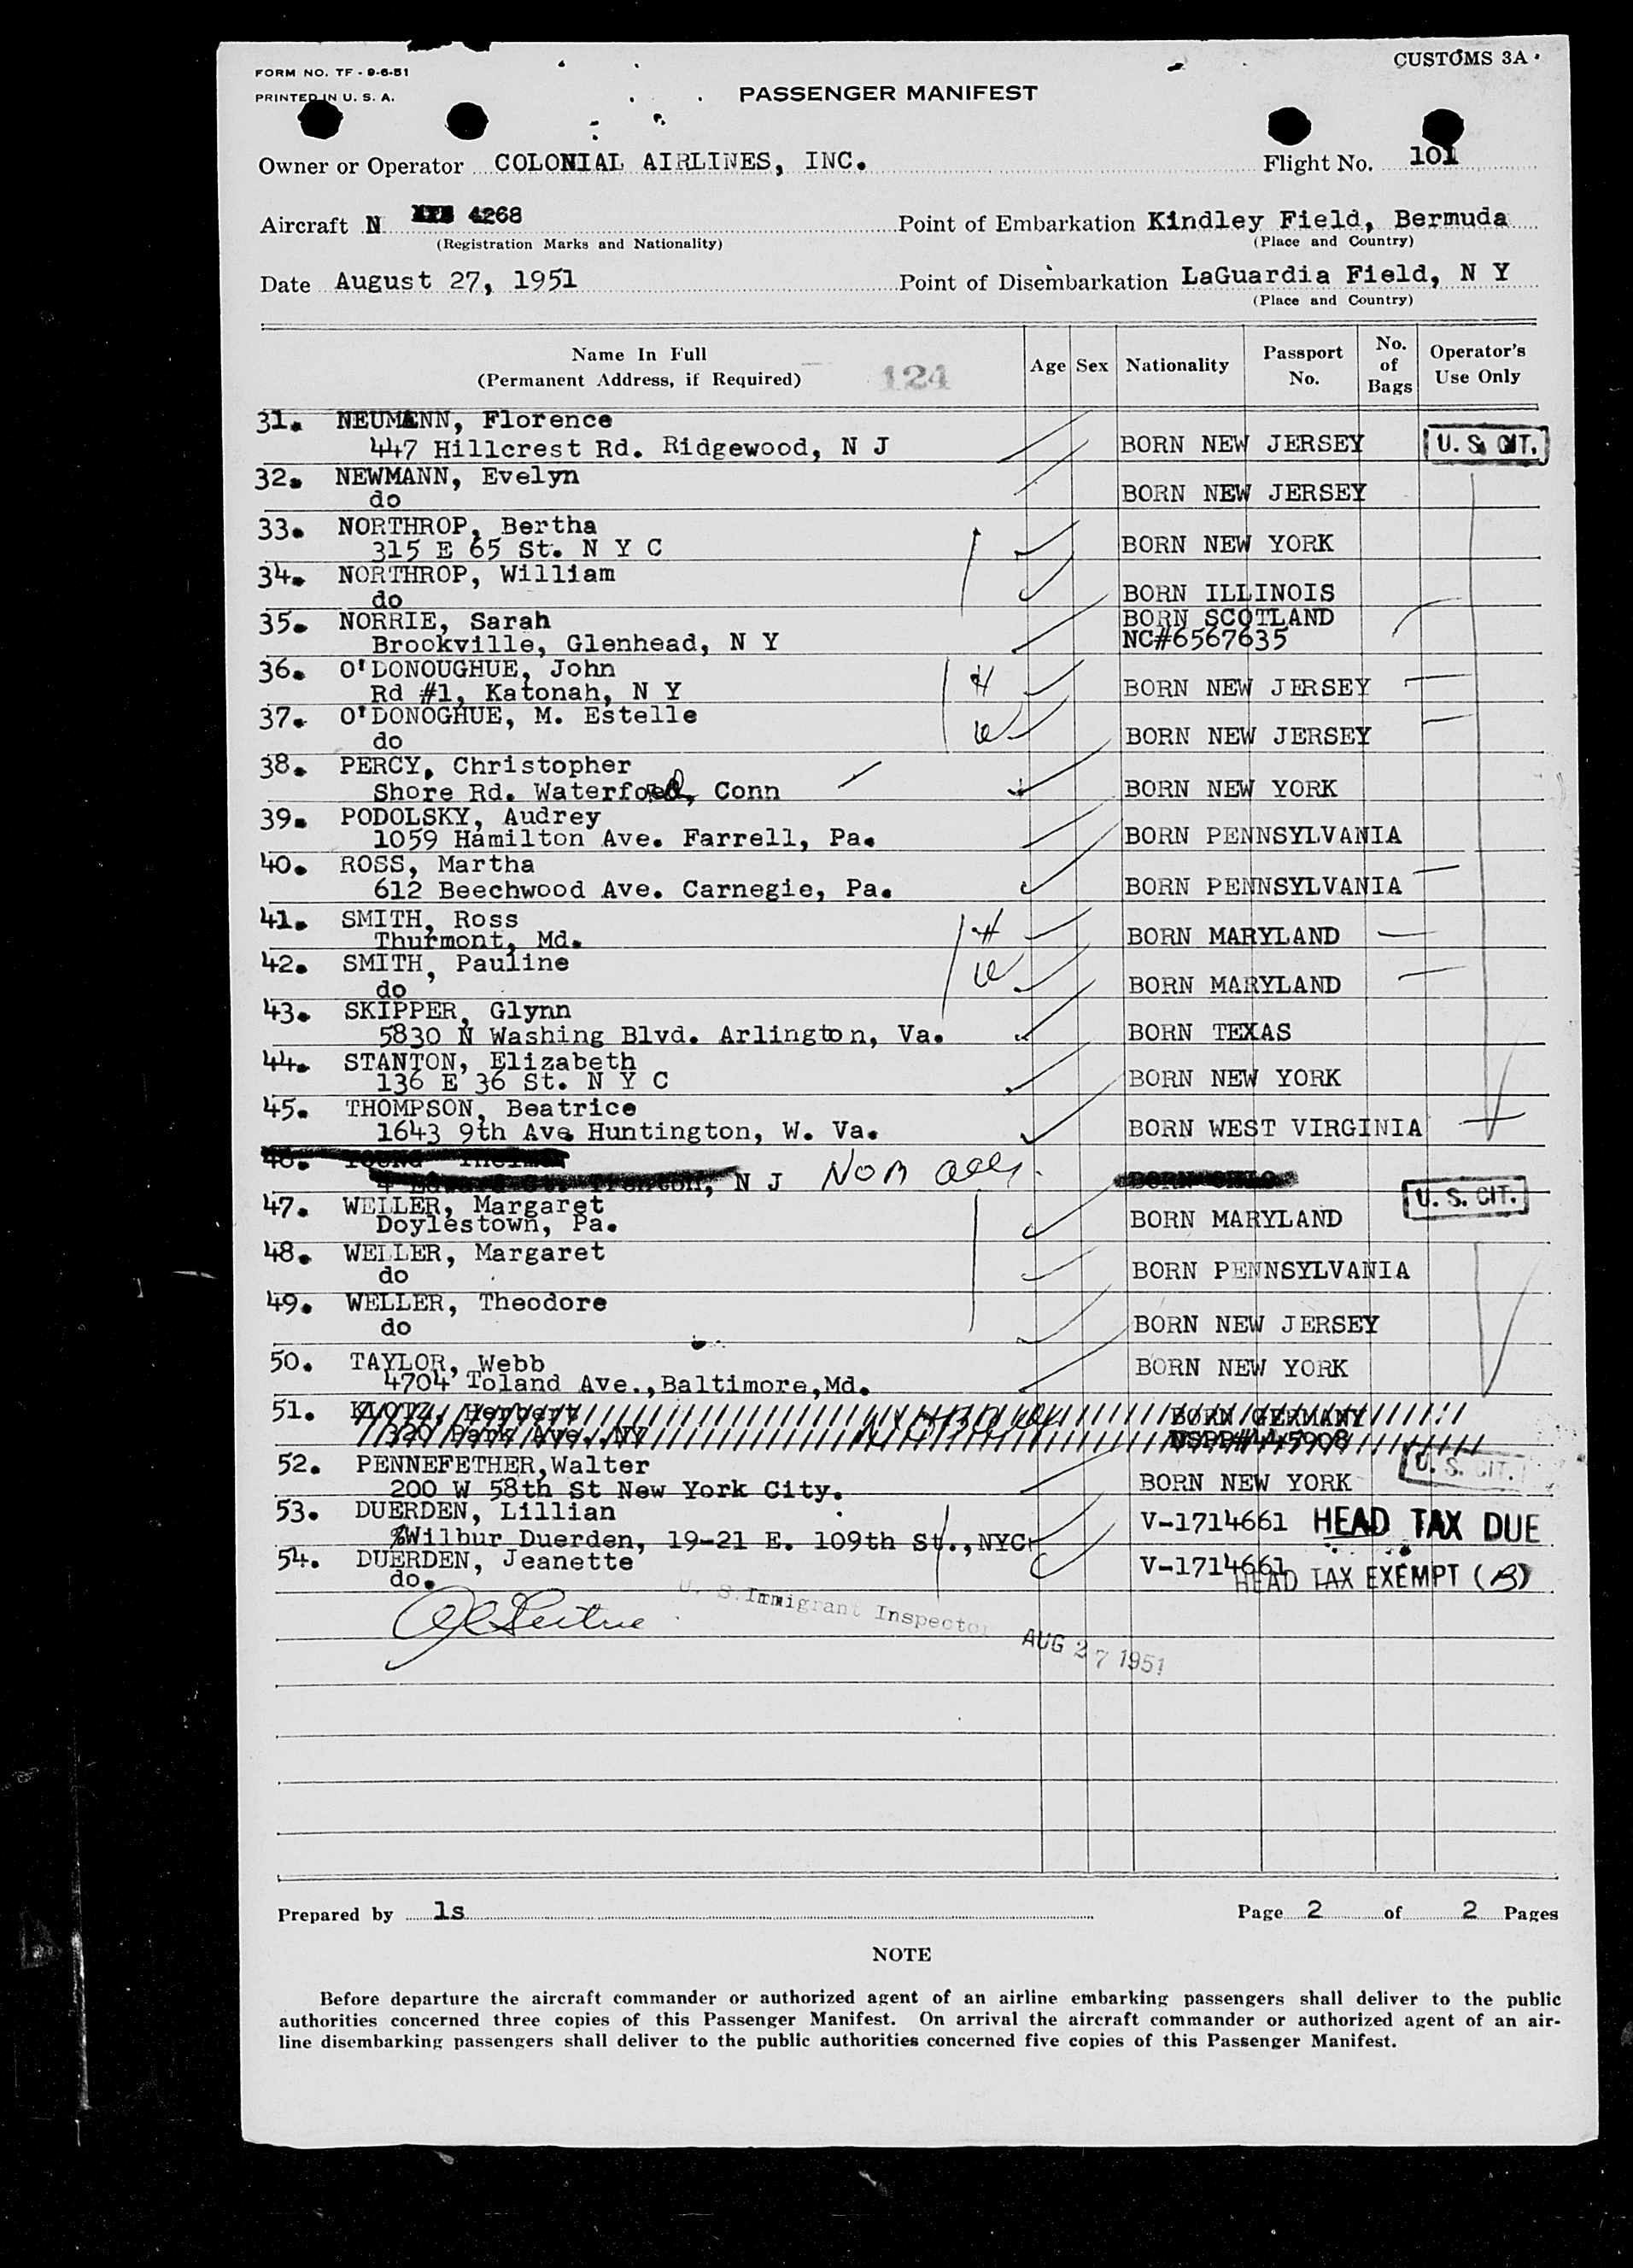 FORM NO. TF - 9-6-51
CUSTOMS 3A
PRINTED IN U. S. A.
PASSENGER MANIFEST
Owner or Operator COLONIAL AIRLINES, INC.
Flight No. 101
Aircraft N 4268
(Registration Marks and Nationality)
Point of Embarkation Kindley Field, Bermuda
(Place and Country)
Date August 27, 1951
Point of Disembarkation LaGuardia Field, N Y
(Place and Country)
Name In Full
(Permanent Address, if Required)
124
Age Sex Nationality Passport No. No. of Bags Operator's Use Only
31. NEUMANN, Florence
447 Hillcrest Rd. Ridgewood, N J BORN NEW JERSEY U. S. CIT.
32. NEWMANN, Evelyn
do BORN NEW JERSEY
33. NORTHROP, Bertha
315 E 65 St. N Y C BORN NEW YORK
34. NORTHROP, William
do BORN ILLINOIS
35. NORRIE, Sarah BORN SCOTLAND
Brookville, Glenhead, N Y NC#6567635
36. O'DONOUGHUE, John H
Rd #1, Katonah, N Y BORN NEW JERSEY
37. O'DONOGHUE, M. Estelle W
do BORN NEW JERSEY
38. PERCY, Christopher
Shore Rd. Waterford, Conn BORN NEW YORK
39. PODOLSKY, Audrey
1059 Hamilton Ave. Farrell, Pa. BORN PENNSYLVANIA
40. ROSS, Martha
612 Beechwood Ave. Carnegie, Pa. BORN PENNSYLVANIA
41. SMITH, Ross H
Thurmont, Md. BORN MARYLAND
42. SMITH, Pauline W
do BORN MARYLAND
43. SKIPPER, Glynn
5830 N Washing Blvd. Arlington, Va. BORN TEXAS
44. STANTON, Elizabeth
136 E 36 St. N Y C BORN NEW YORK
45. THOMPSON, Beatrice
1643 9th Ave Huntington, W. Va. BORN WEST VIRGINIA
46.
Trenton, N J
47. WELLER, Margaret U. S. CIT.
Doylestown, Pa. BORN MARYLAND
48. WELLER, Margaret
do BORN PENNSYLVANIA
49. WELLER, Theodore
do BORN NEW JERSEY
50. TAYLOR, Webb BORN NEW YORK
4704 Toland Ave.,Baltimore,Md.
51. KLOTZ, Herbert BORN GERMANY
320 Park Ave. NY
52. PENNEFETHER,Walter U. S. CIT.
200 W 58th St New York City. BORN NEW YORK
53. DUERDEN, Lillian V-1714661 HEAD TAX DUE
%Wilbur Duerden, 19-21 E. 109th St.,NYC
54. DUERDEN, Jeanette V-1714661
do. HEAD TAX EXEMPT (B)
U. S. Immigrant Inspector
AUG 27 1951
Prepared by ls
Page 2 of 2 Pages
NOTE
Before departure the aircraft commander or authorized agent of an airline embarking passengers shall deliver to the public
authorities concerned three copies of this Passenger Manifest. On arrival the aircraft commander or authorized agent of an air-
line disembarking passengers shall deliver to the public authorities concerned five copies of this Passenger Manifest.